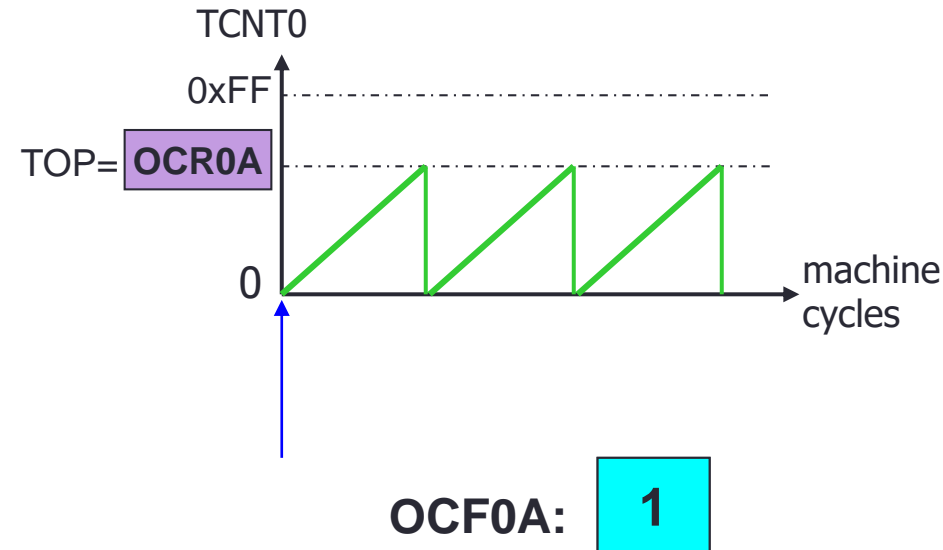 TCNT0
0xFF
TOP= OCR0A
0
machine
cycles
OCF0A: 1